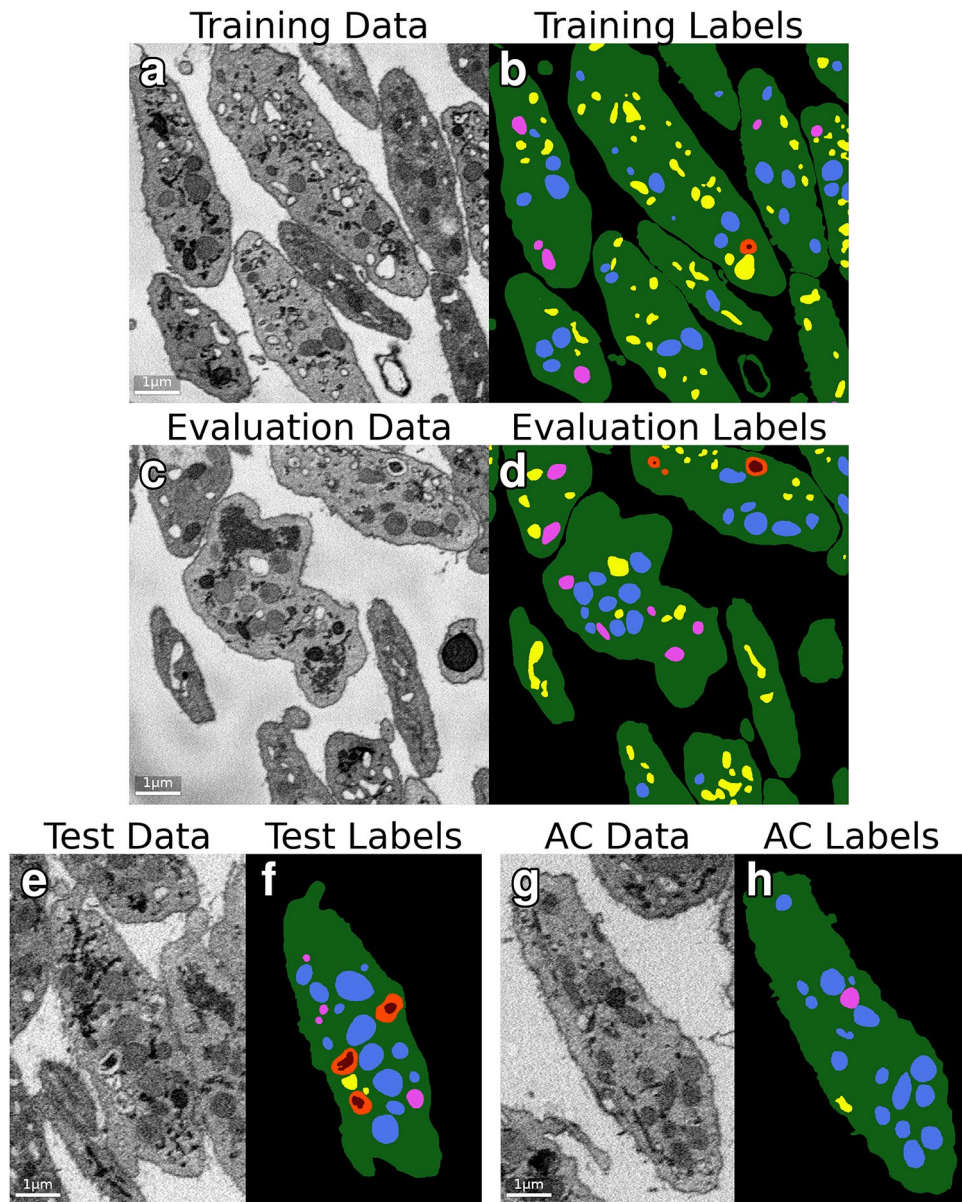 Training Data Training Labels
a b
1µm
Evaluation Data Evaluation Labels
c d
1µm
Test Data Test Labels AC Data AC Labels
e f g h
1µm 1µm